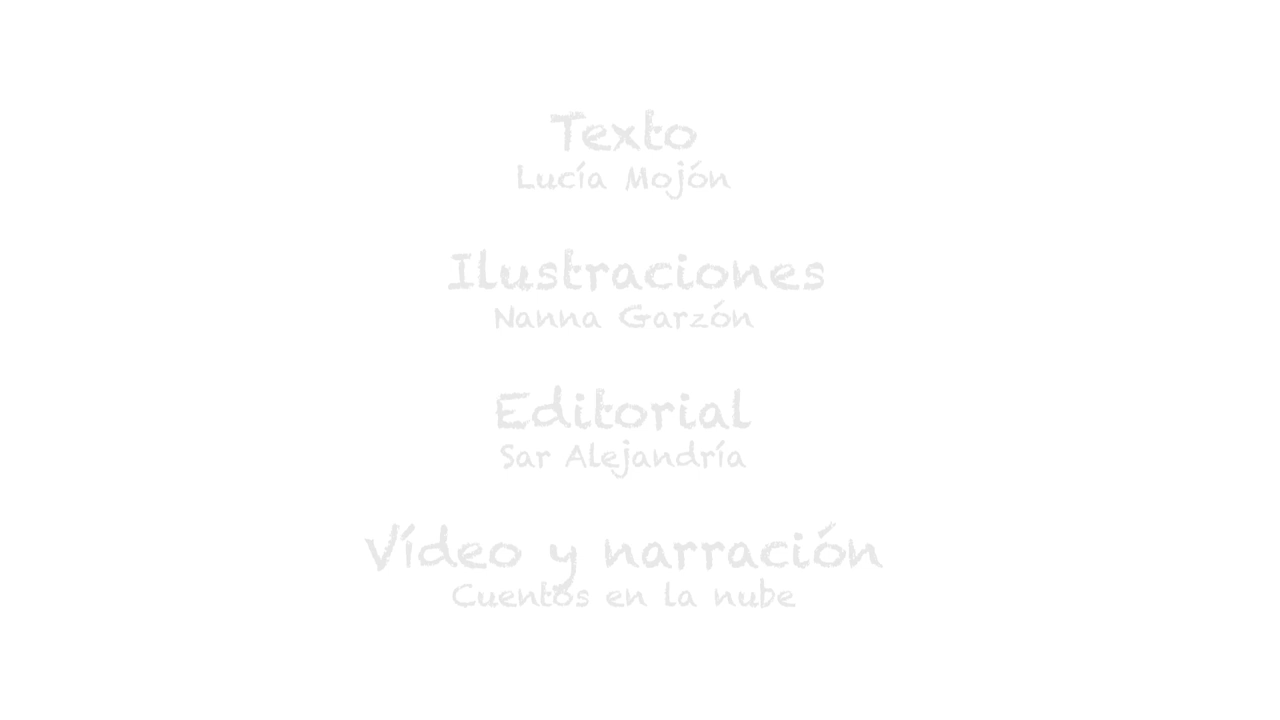 Texto
Lucía Mojón
Ilustraciones
Nanna Garzón
Editorial
Sar Alejandría
Vídeo y narración
Cuentos en la nube